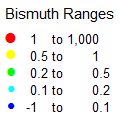 Bismuth Ranges
1 to 1,000
0.5 to 1
0.2 to 0.5
0.1 to 0.2
-1 to 0.1